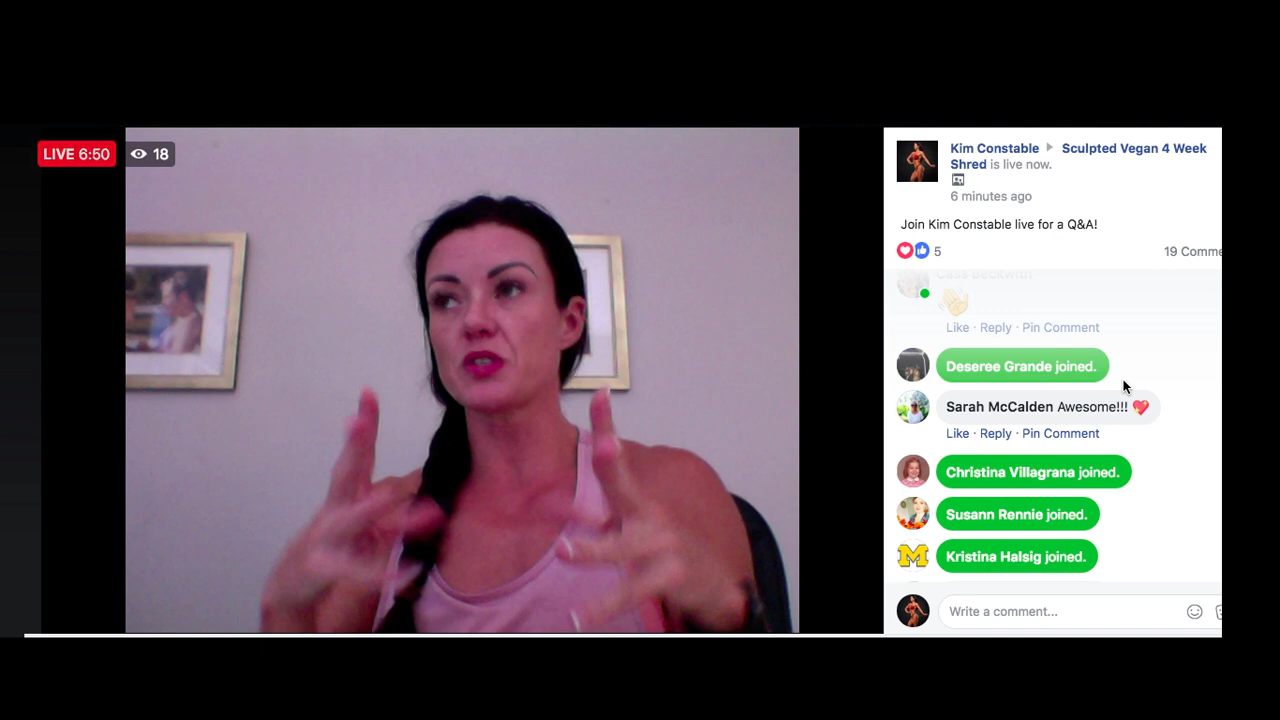 LIVE 6:50
18
Kim Constable Sculpted Vegan 4 Week
Shred is live now.
6 minutes ago
Join Kim Constable live for a Q&A!
5
19 Comme
Cass Beckwith
Like · Reply · Pin Comment
Deseree Grande joined.
Sarah McCalden Awesome!!!
Like · Reply · Pin Comment
Christina Villagrana joined.
Susann Rennie joined.
M
Kristina Halsig joined.
Write a comment...